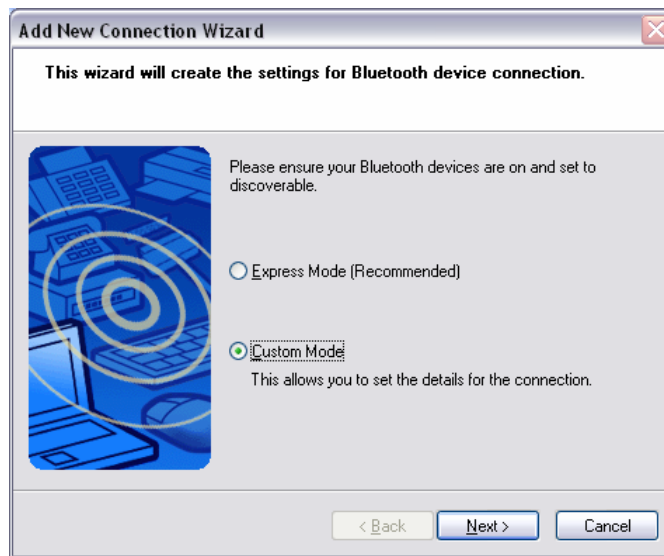 Add New Connection Wizard
This wizard will create the settings for Bluetooth device connection.
Please ensure your Bluetooth devices are on and set to
discoverable.
Express Mode (Recommended)
Custom Mode
This allows you to set the details for the connection.
< Back Next > Cancel